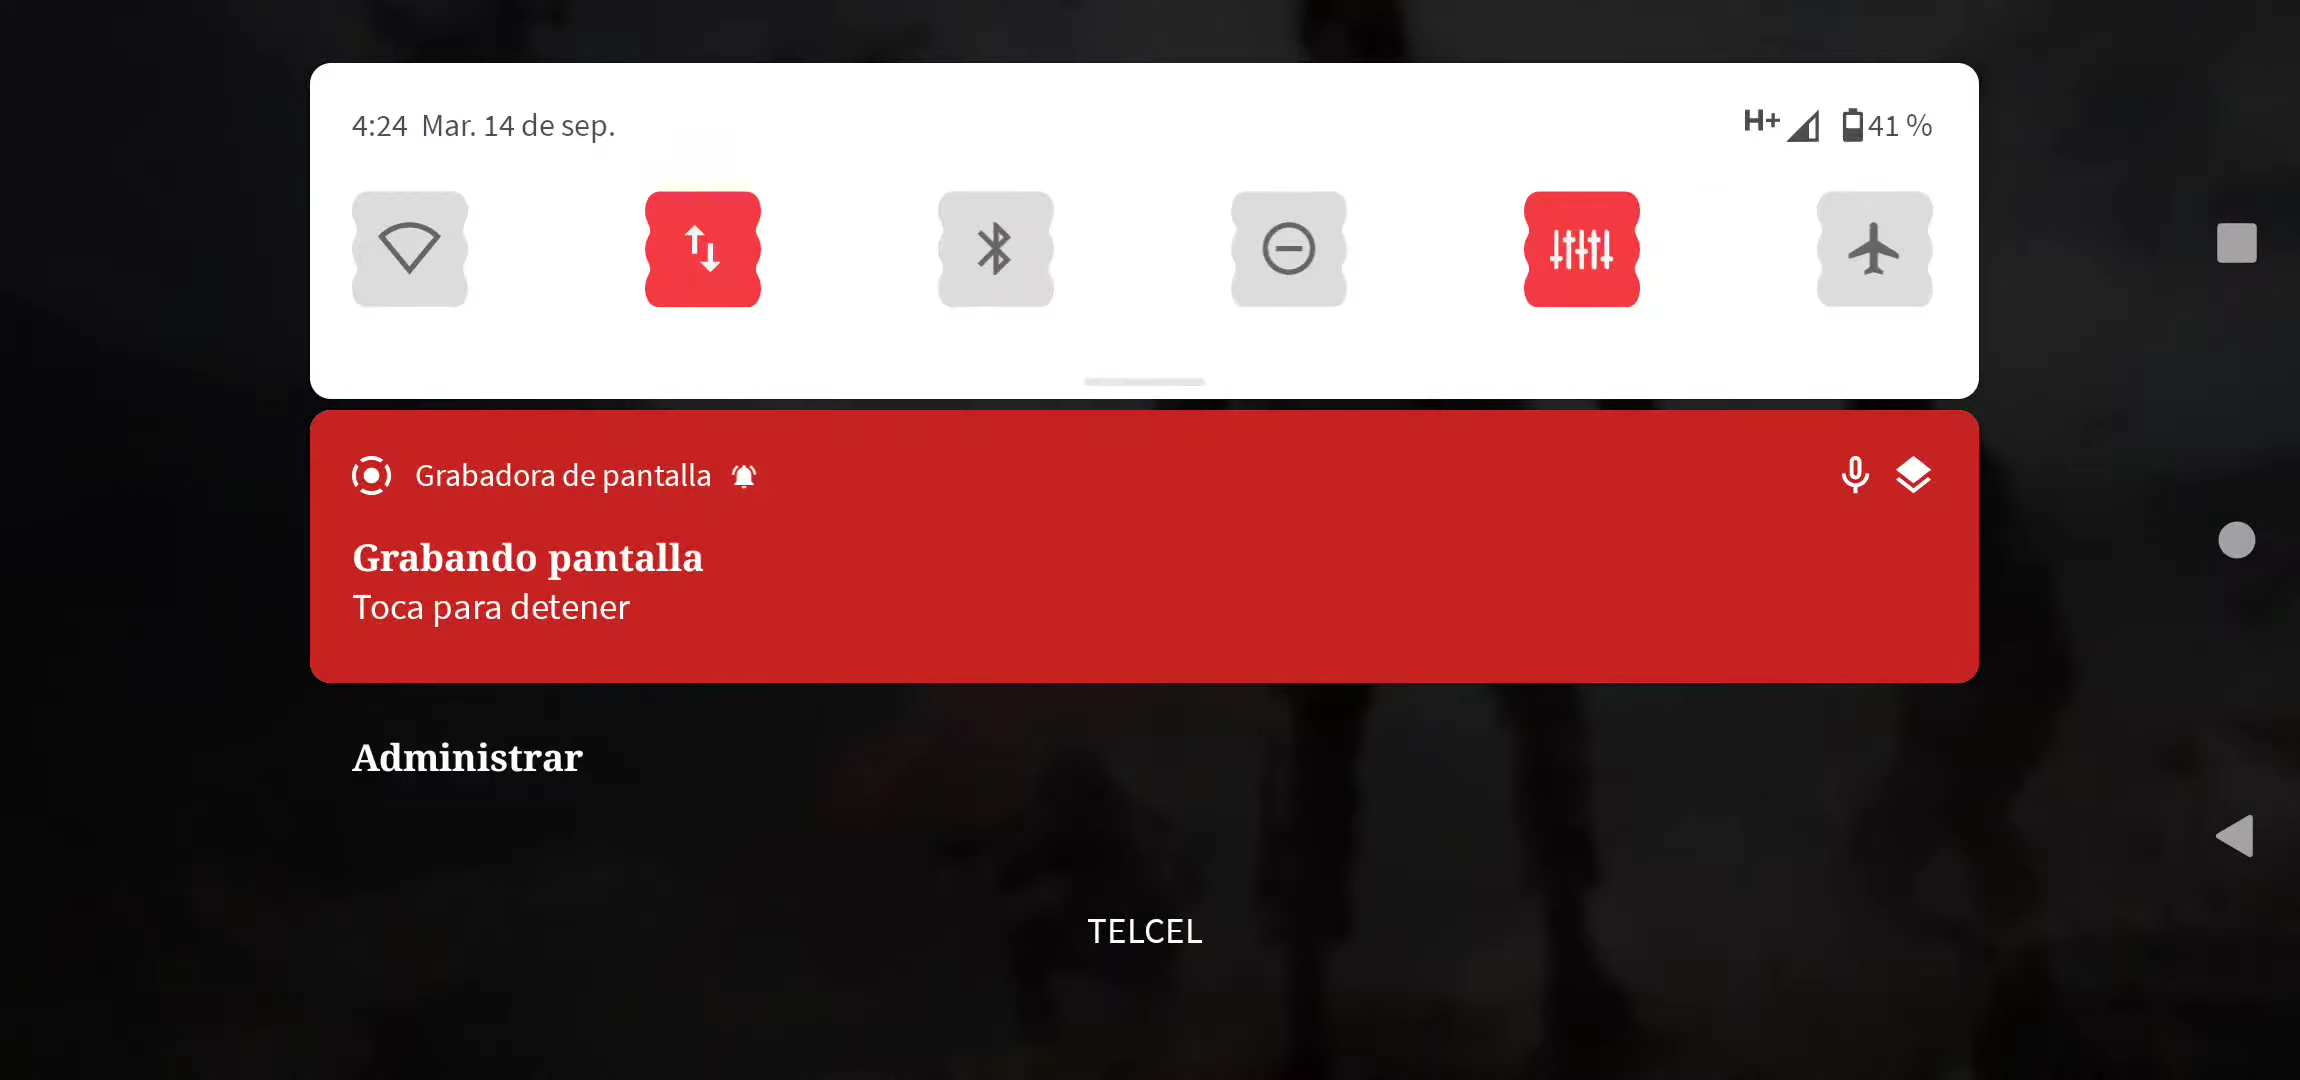 4:24 Mar. 14 de sep.
H+ 41 %
Grabadora de pantalla
Grabando pantalla
Toca para detener
Administrar
TELCEL